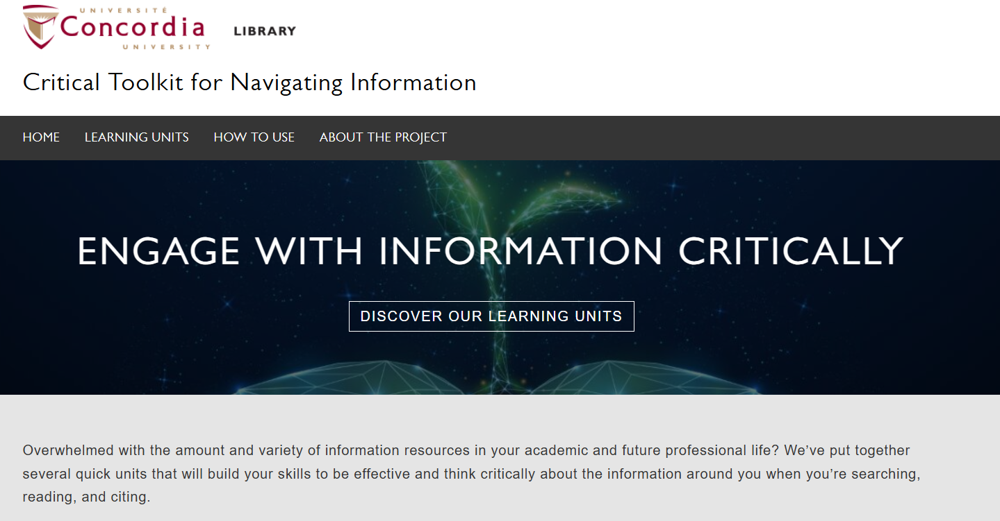 UNIVERSITÉ
Concordia
UNIVERSITY
LIBRARY
Critical Toolkit for Navigating Information
HOME LEARNING UNITS HOW TO USE ABOUT THE PROJECT
ENGAGE WITH INFORMATION CRITICALLY
DISCOVER OUR LEARNING UNITS
Overwhelmed with the amount and variety of information resources in your academic and future professional life? We’ve put together
several quick units that will build your skills to be effective and think critically about the information around you when you’re searching,
reading, and citing.